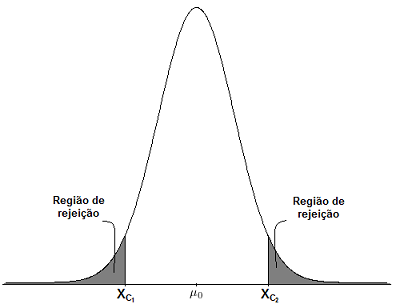 Região de
rejeição
Região de
rejeição
X_C₁
μ₀
X_C₂